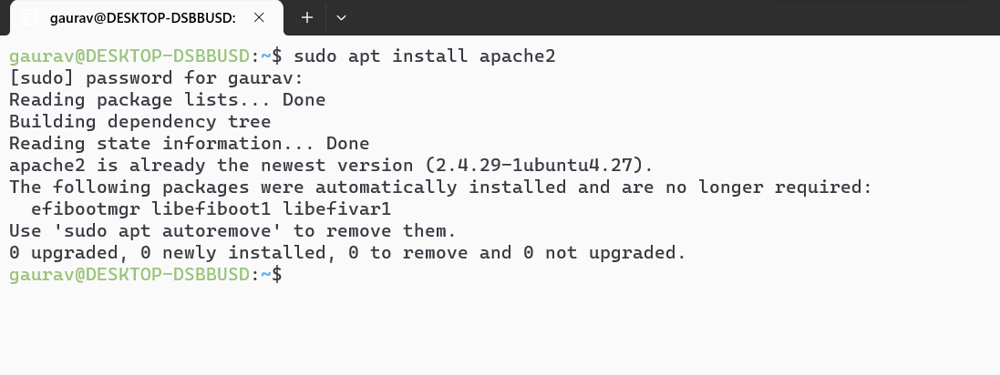 gaurav@DESKTOP-DSBBUSD:
gaurav@DESKTOP-DSBBUSD:~$ sudo apt install apache2
[sudo] password for gaurav:
Reading package lists... Done
Building dependency tree
Reading state information... Done
apache2 is already the newest version (2.4.29-1ubuntu4.27).
The following packages were automatically installed and are no longer required:
  efibootmgr libefiboot1 libefivar1
Use 'sudo apt autoremove' to remove them.
0 upgraded, 0 newly installed, 0 to remove and 0 not upgraded.
gaurav@DESKTOP-DSBBUSD:~$